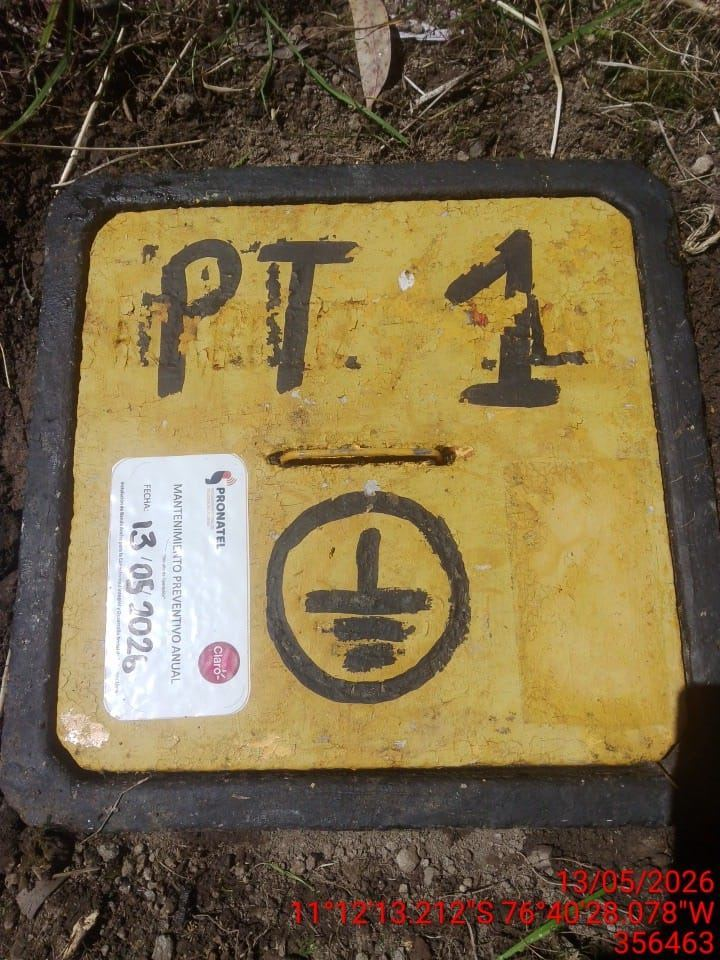 PT. 1
PRONATEL
MANTENIMIENTO PREVENTIVO ANUAL
FECHA: 13/05/2026
Claro
13/05/2026
11°12'13.212"S 76°40'28.078"W
356463